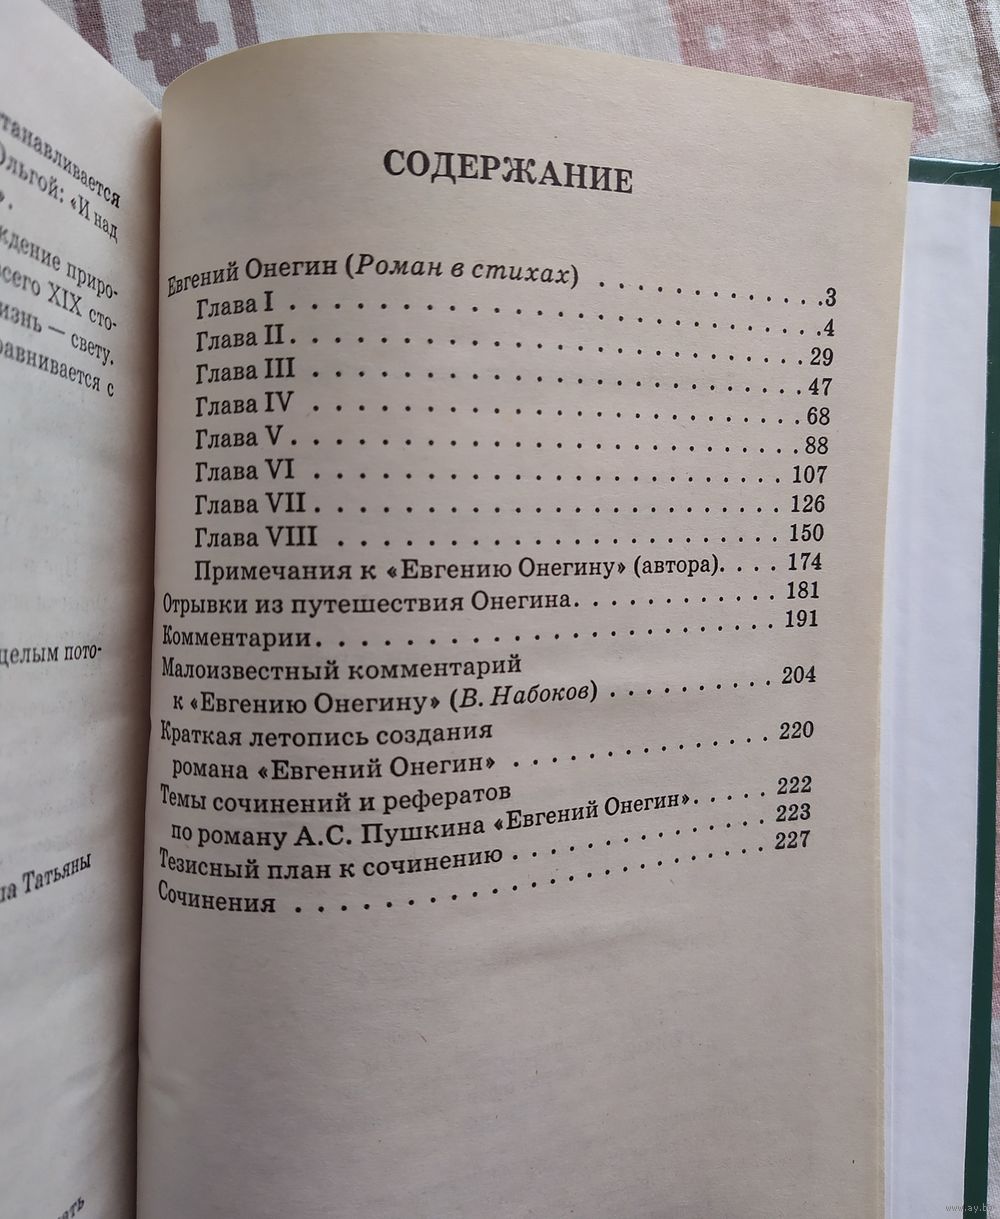 танавливается
Ольгой: «И над
».
ждение приро-
всего XIX сто-
изнь — свету.
равнивается с
целым пото-
Татьяны
СОДЕРЖАНИЕ
Евгений Онегин (Роман в стихах) . . . . . . . . . . .3
Глава I . . . . . . . . . . . . . . . . . . . . . . . .4
Глава II. . . . . . . . . . . . . . . . . . . . . . . 29
Глава III . . . . . . . . . . . . . . . . . . . . . . 47
Глава IV . . . . . . . . . . . . . . . . . . . . . . 68
Глава V . . . . . . . . . . . . . . . . . . . . . . . 88
Глава VI . . . . . . . . . . . . . . . . . . . . . 107
Глава VII . . . . . . . . . . . . . . . . . . . . . 126
Глава VIII . . . . . . . . . . . . . . . . . . . . 150
Примечания к «Евгению Онегину» (автора). . . . 174
Отрывки из путешествия Онегина. . . . . . . . . 181
Комментарии. . . . . . . . . . . . . . . . . . . . 191
Малоизвестный комментарий
к «Евгению Онегину» (В. Набоков) . . . . . . . . 204
Краткая летопись создания
романа «Евгений Онегин» . . . . . . . . . . . . 220
Темы сочинений и рефератов
по роману А.С. Пушкина «Евгений Онегин». . . . 222
Тезисный план к сочинению . . . . . . . . . . . 223
Сочинения . . . . . . . . . . . . . . . . . . . . . 227